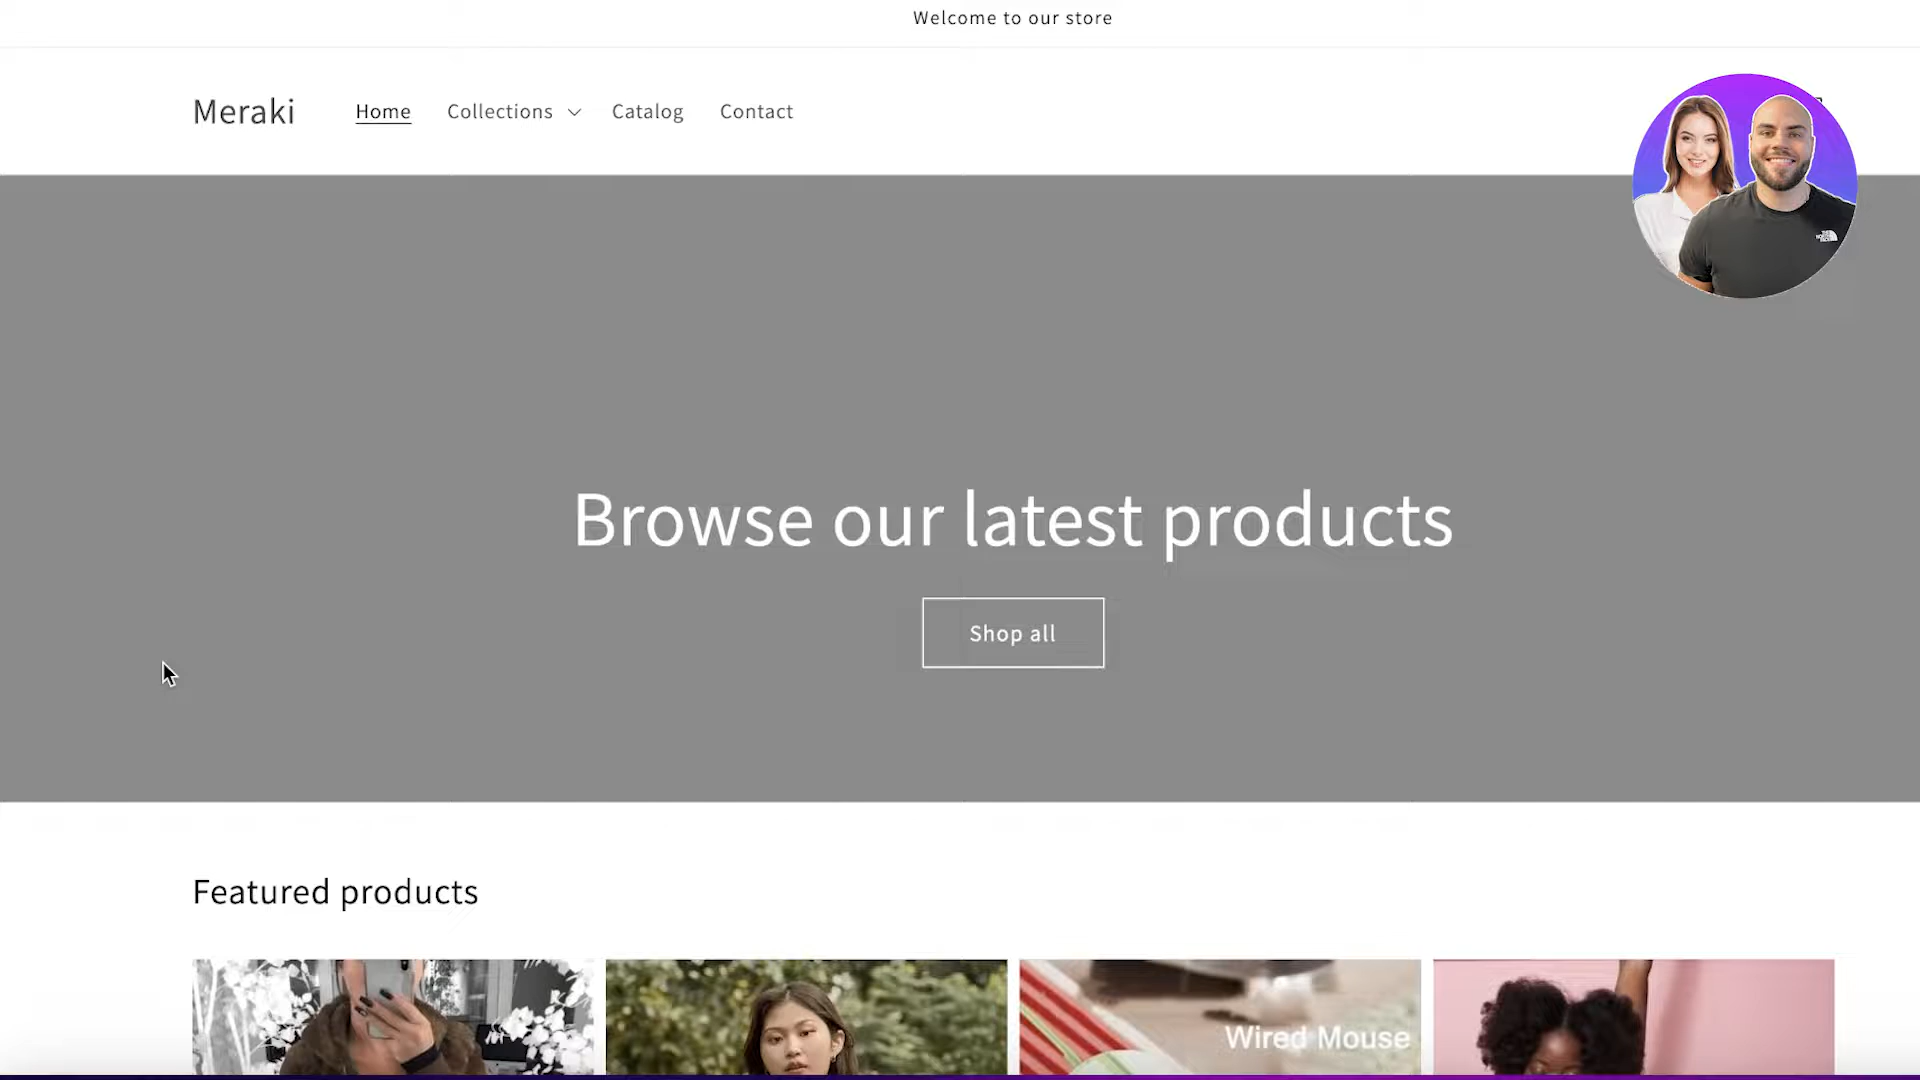 Welcome to our store
Meraki
Home
Collections
Catalog
Contact
Browse our latest products
Shop all
Featured products
Wired Mouse